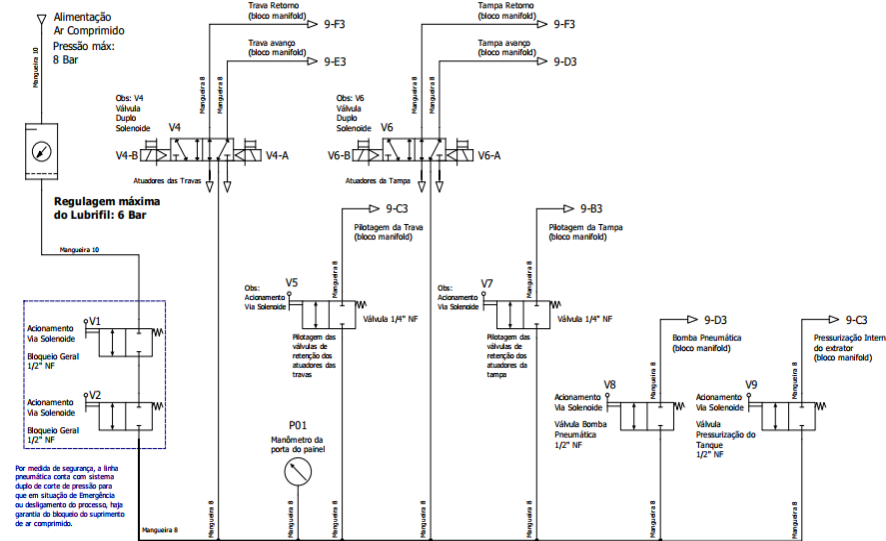 Alimentação
Ar Comprimido
Pressão máx:
8 Bar
Mangueira 10
Trava Retorno
(bloco manifold)
9-F3
Trava avanço
(bloco manifold)
9-E3
Tampa Retorno
(bloco manifold)
9-F3
Tampa avanço
(bloco manifold)
9-D3
Mangueira 8
Mangueira 8
Mangueira 8
Mangueira 8
Obs: V4
Válvula
Duplo
Solenoide
V4
V4-B
V4-A
Atuadores das Travas
Obs: V6
Válvula
Duplo
Solenoide
V6
V6-B
V6-A
Atuadores da Tampa
Regulagem máxima
do Lubrifil: 6 Bar
Mangueira 10
9-C3
Pilotagem da Trava
(bloco manifold)
9-B3
Pilotagem da Tampa
(bloco manifold)
Mangueira 8
Mangueira 8
Obs:
Acionamento
Via Solenoide
V5
Válvula 1/4" NF
Pilotagem das
válvulas de
retenção dos
atuadores das
travas
Obs:
Acionamento
Via Solenoide
V7
Válvula 1/4" NF
Pilotagem das
válvulas de
retenção dos
atuadores da
tampa
V1
Acionamento
Via Solenoide
Bloqueio Geral
1/2" NF
V2
Acionamento
Via Solenoide
Bloqueio Geral
1/2" NF
9-D3
Bomba Pneumática
(bloco manifold)
9-C3
Pressurização Intern
do extrator
(bloco manifold)
Mangueira 8
Mangueira 8
V8
Acionamento
Via Solenoide
Válvula Bomba
Pneumática
1/2" NF
V9
Acionamento
Via Solenoide
Válvula
Pressurização do
Tanque
1/2" NF
P01
Manômetro da
porta do painel
Por medida de segurança, a linha
pneumática conta com sistema
duplo de corte de pressão para
que em situação de Emergência
ou desligamento do processo, haja
garantia do bloqueio do suprimento
de ar comprimido.
Mangueira 8
Mangueira 8
Mangueira 8
Mangueira 8
Mangueira 8
Mangueira 8
Mangueira 8
Mangueira 8